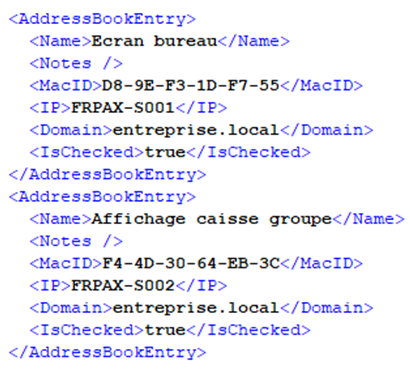 <AddressBookEntry>
<Name>Ecran bureau</Name>
<Notes />
<MacID>D8-9E-F3-1D-F7-55</MacID>
<IP>FRPAX-S001</IP>
<Domain>entreprise.local</Domain>
<IsChecked>true</IsChecked>
</AddressBookEntry>
<AddressBookEntry>
<Name>Affichage caisse groupe</Name>
<Notes />
<MacID>F4-4D-30-64-EB-3C</MacID>
<IP>FRPAX-S002</IP>
<Domain>entreprise.local</Domain>
<IsChecked>true</IsChecked>
</AddressBookEntry>